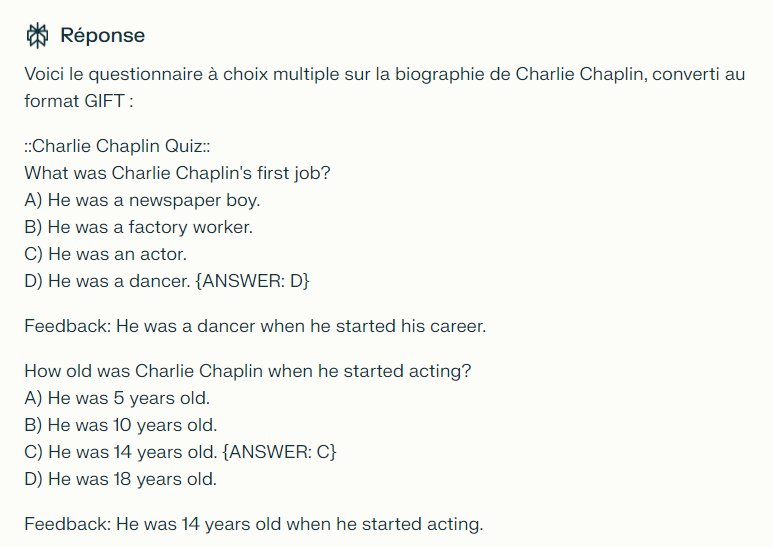 Réponse
Voici le questionnaire à choix multiple sur la biographie de Charlie Chaplin, converti au
format GIFT :
::Charlie Chaplin Quiz::
What was Charlie Chaplin's first job?
A) He was a newspaper boy.
B) He was a factory worker.
C) He was an actor.
D) He was a dancer. {ANSWER: D}
Feedback: He was a dancer when he started his career.
How old was Charlie Chaplin when he started acting?
A) He was 5 years old.
B) He was 10 years old.
C) He was 14 years old. {ANSWER: C}
D) He was 18 years old.
Feedback: He was 14 years old when he started acting.